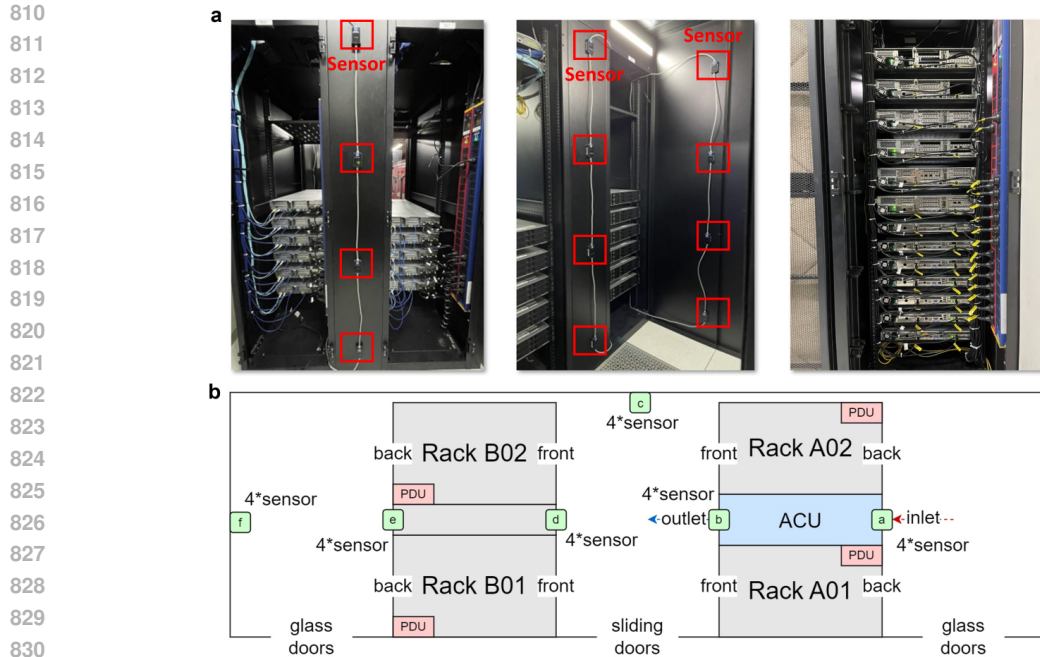 810
811
812
813
814
815
816
817
818
819
820
821
822
823
824
825
826
827
828
829
830
a
Sensor
Sensor
Sensor
b
c
4*sensor
PDU
back Rack B02 front
front Rack A02 back
4*sensor
PDU
4*sensor
f
e
d
outlet
b
ACU
a
inlet
4*sensor
4*sensor
4*sensor
PDU
back Rack B01 front
front Rack A01 back
PDU
glass
doors
sliding
doors
glass
doors